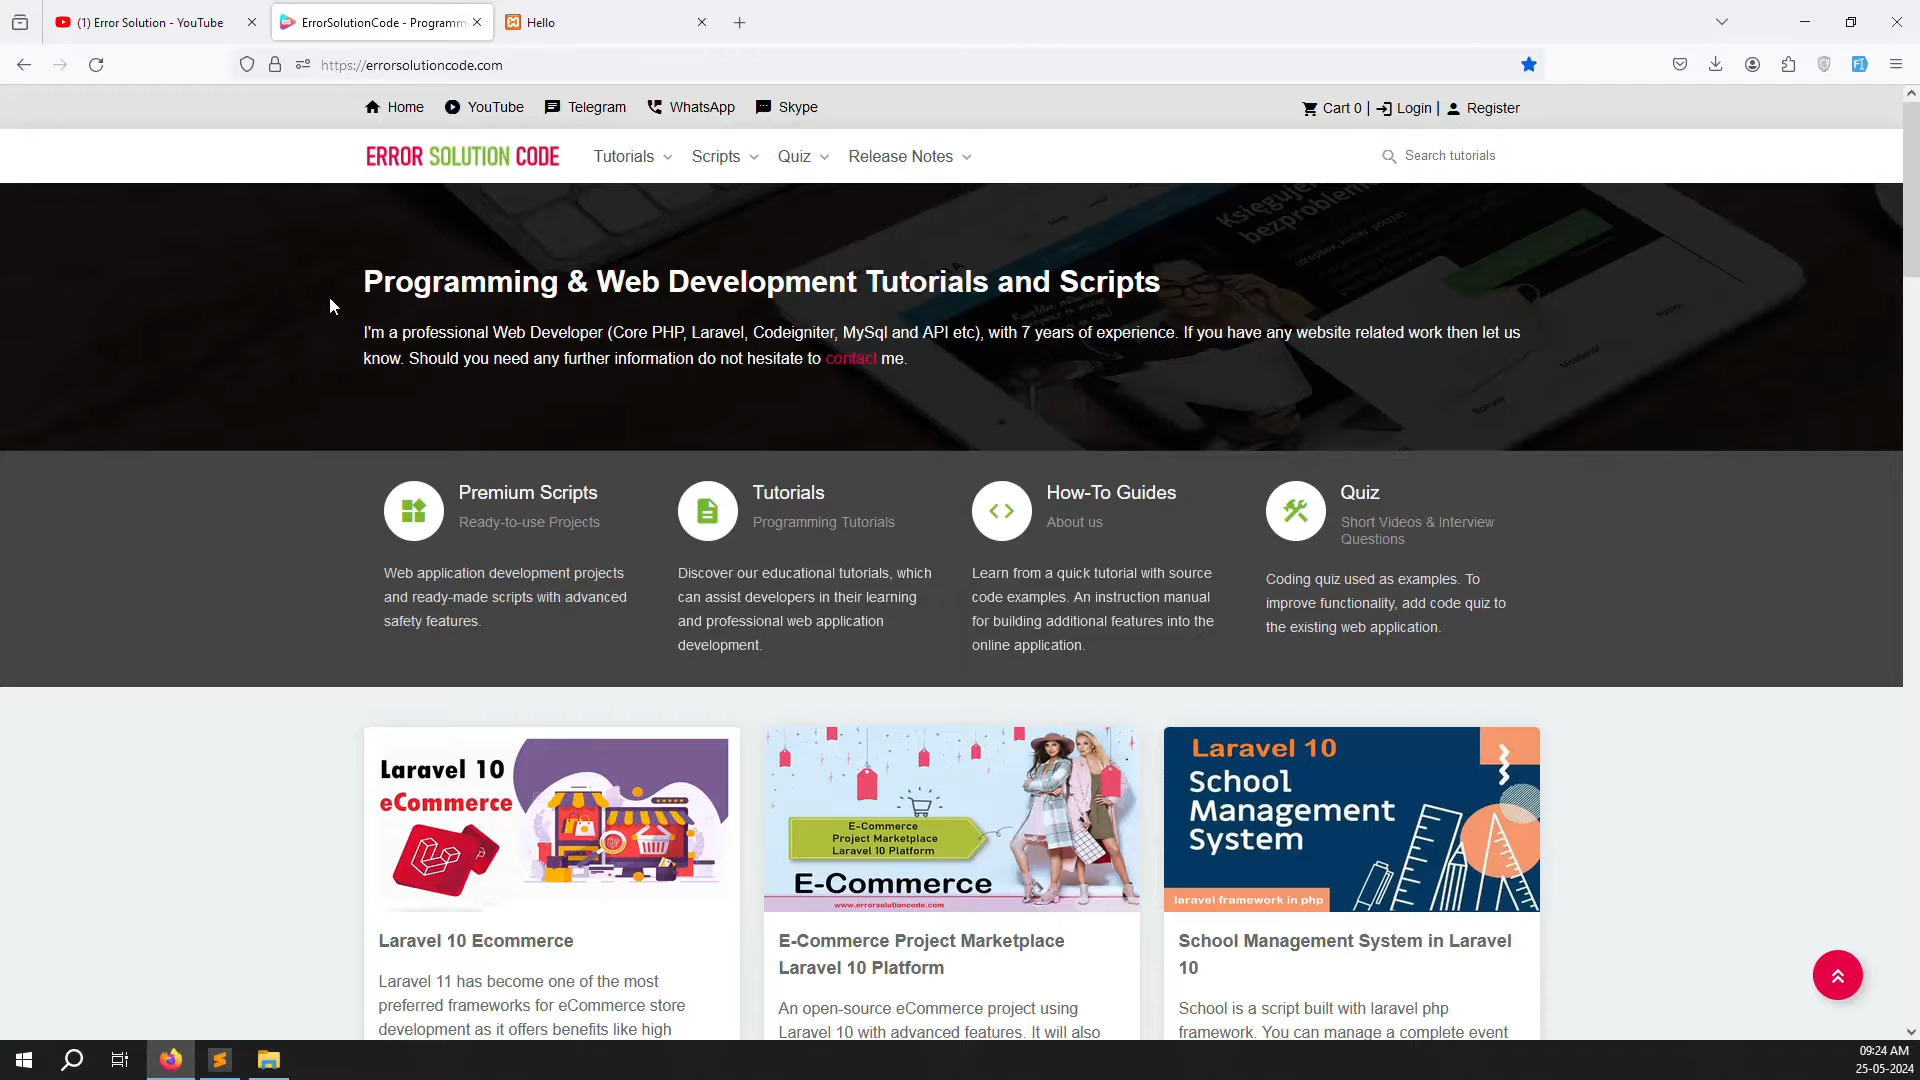 (1) Error Solution - YouTube
ErrorSolutionCode - Programm
Hello
https://errorsolutioncode.com
Home
YouTube
Telegram
WhatsApp
Skype
Cart 0 | Login | Register
ERROR SOLUTION CODE
Tutorials
Scripts
Quiz
Release Notes
Search tutorials
Księgujem
bezproblem
Programming & Web Development Tutorials and Scripts
I'm a professional Web Developer (Core PHP, Laravel, Codeigniter, MySql and API etc), with 7 years of experience. If you have any website related work then let us
know. Should you need any further information do not hesitate to contact me.
Premium Scripts
Ready-to-use Projects
Web application development projects
and ready-made scripts with advanced
safety features.
Tutorials
Programming Tutorials
Discover our educational tutorials, which
can assist developers in their learning
and professional web application
development.
How-To Guides
About us
Learn from a quick tutorial with source
code examples. An instruction manual
for building additional features into the
online application.
Quiz
Short Videos & Interview
Questions
Coding quiz used as examples. To
improve functionality, add code quiz to
the existing web application.
Laravel 10
eCommerce
Laravel 10 Ecommerce
Laravel 11 has become one of the most
preferred frameworks for eCommerce store
development as it offers benefits like high
E-Commerce
Project Marketplace
Laravel 10 Platform
E-Commerce
www.errorsolutioncode.com
E-Commerce Project Marketplace
Laravel 10 Platform
An open-source eCommerce project using
Laravel 10 with advanced features. It will also
Laravel 10
School
Management
System
laravel framework in php
School Management System in Laravel
10
School is a script built with laravel php
framework. You can manage a complete event
09:24 AM
25-05-2024